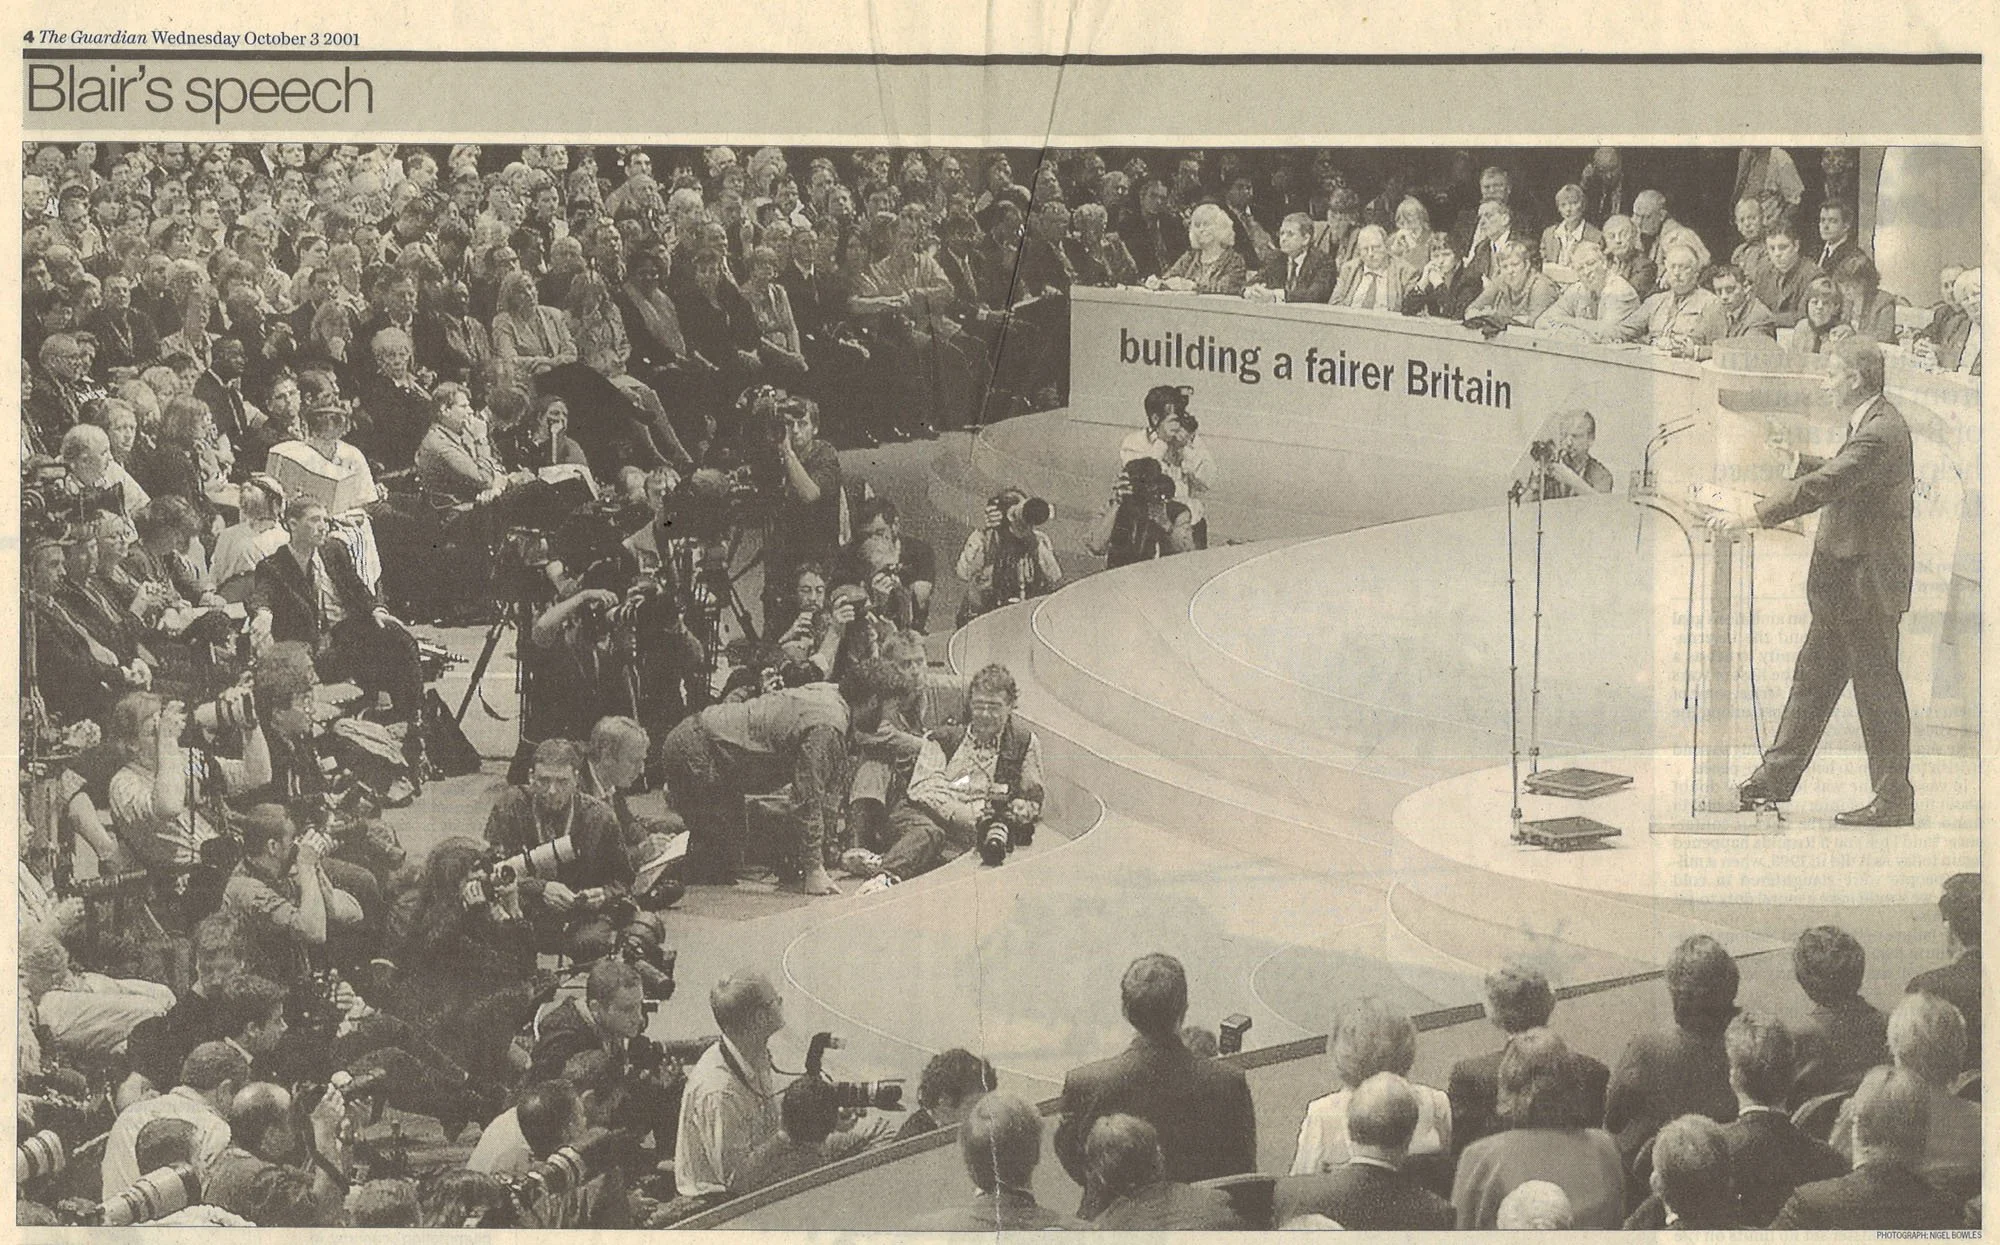 4 The Guardian Wednesday October 3 2001
Blair's speech
building a fairer Britain
PHOTOGRAPH: NIGEL BOWLES